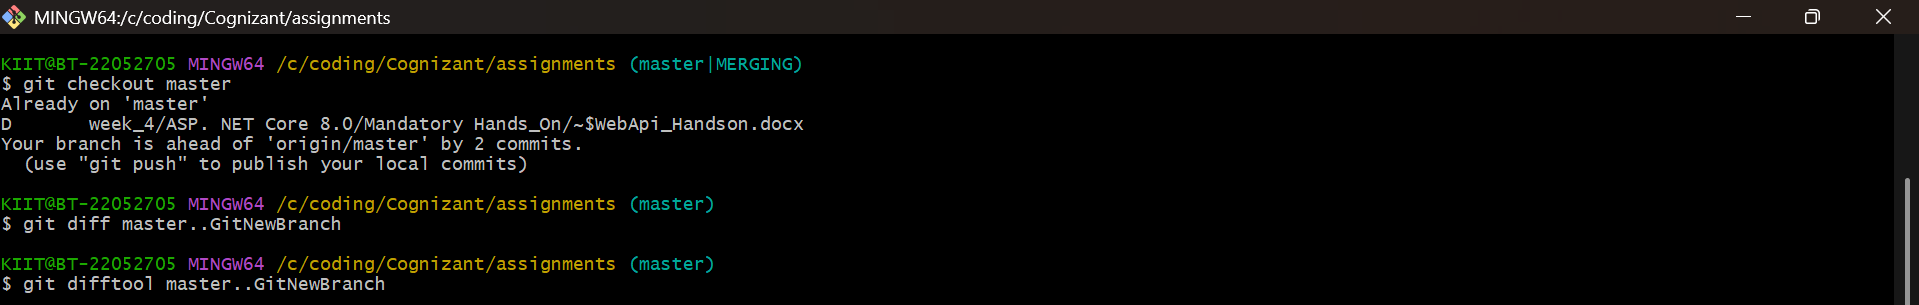 MINGW64:/c/coding/Cognizant/assignments
KIIT@BT-22052705 MINGW64 /c/coding/Cognizant/assignments (master|MERGING)
$ git checkout master
Already on 'master'
D       week_4/ASP. NET Core 8.0/Mandatory Hands_On/~$WebApi_Handson.docx
Your branch is ahead of 'origin/master' by 2 commits.
  (use "git push" to publish your local commits)
KIIT@BT-22052705 MINGW64 /c/coding/Cognizant/assignments (master)
$ git diff master..GitNewBranch
KIIT@BT-22052705 MINGW64 /c/coding/Cognizant/assignments (master)
$ git difftool master..GitNewBranch